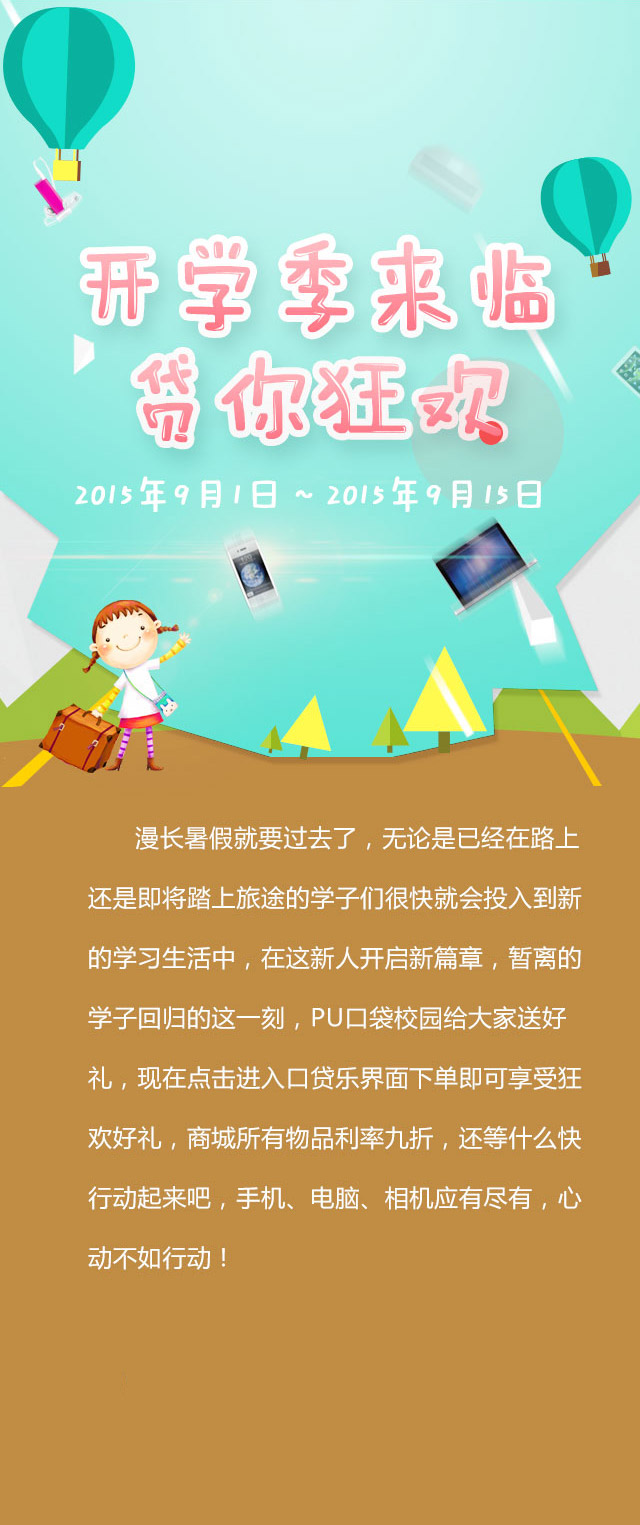 开学季来临
贷你狂欢
2015年9月1日 ~ 2015年9月15日
漫长暑假就要过去了，无论是已经在路上
还是即将踏上旅途的学子们很快就会投入到新
的学习生活中，在这新人开启新篇章，暂离的
学子回归的这一刻，PU口袋校园给大家送好
礼，现在点击进入口贷乐界面下单即可享受狂
欢好礼，商城所有物品利率九折，还等什么快
行动起来吧，手机、电脑、相机应有尽有，心
动不如行动！